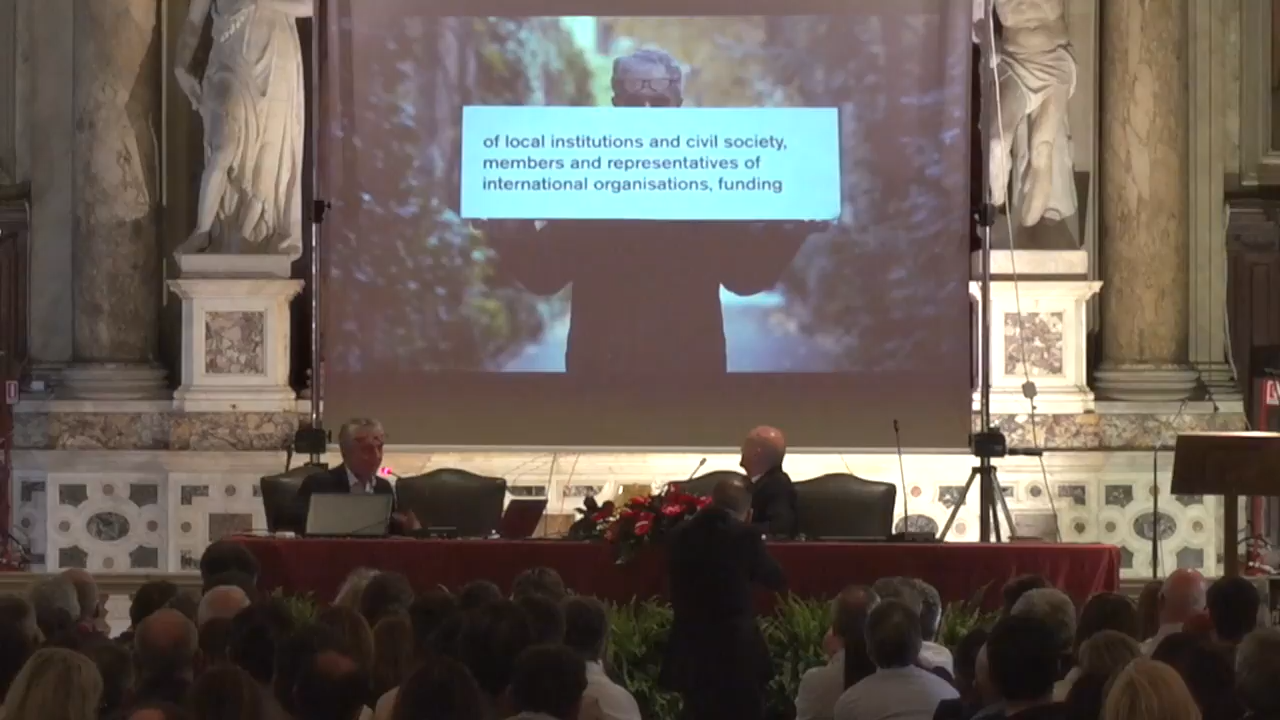 of local institutions and civil society,
members and representatives of
international organisations, funding